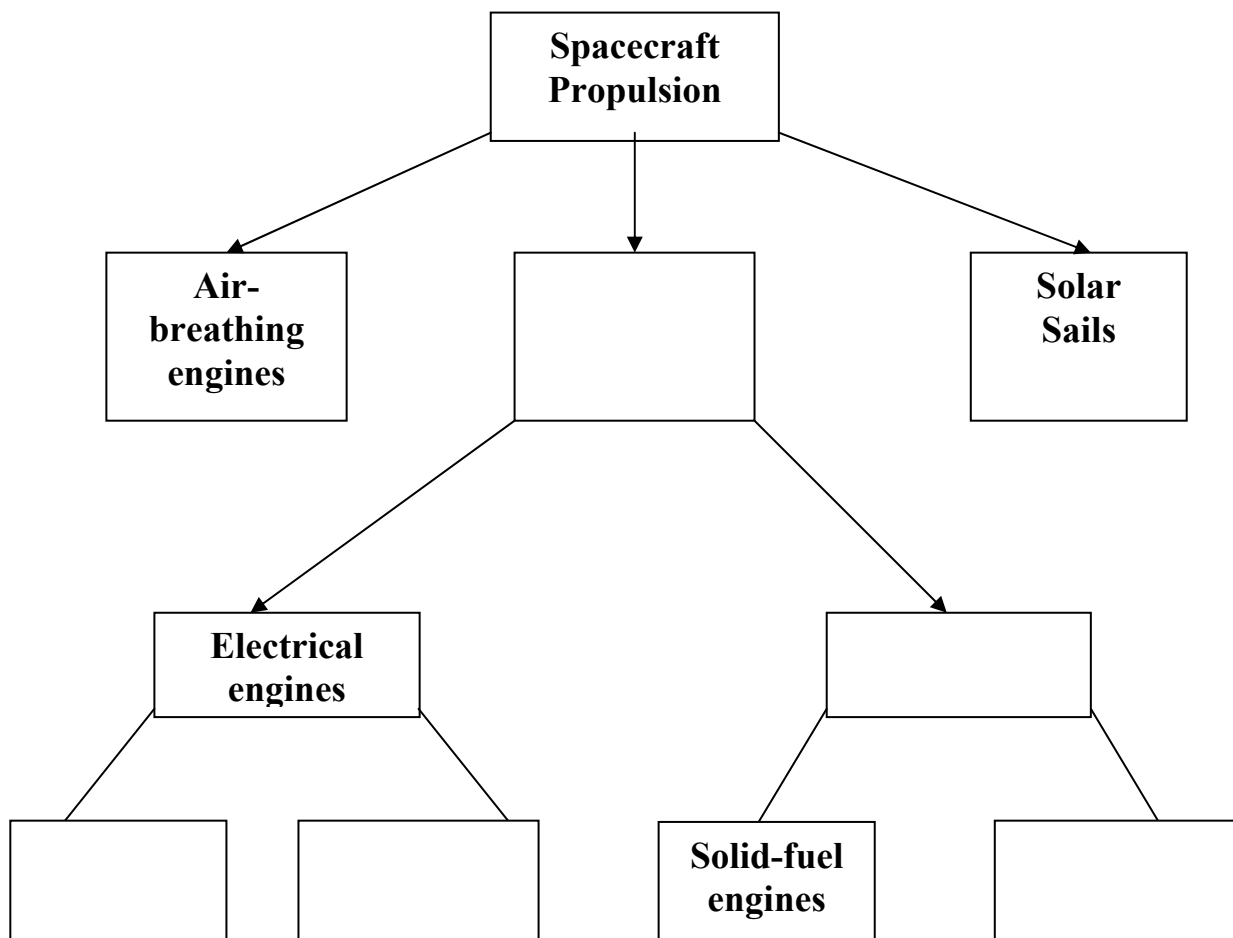 Spacecraft
Propulsion
Air-
breathing
engines
Solar
Sails
Electrical
engines
Solid-fuel
engines